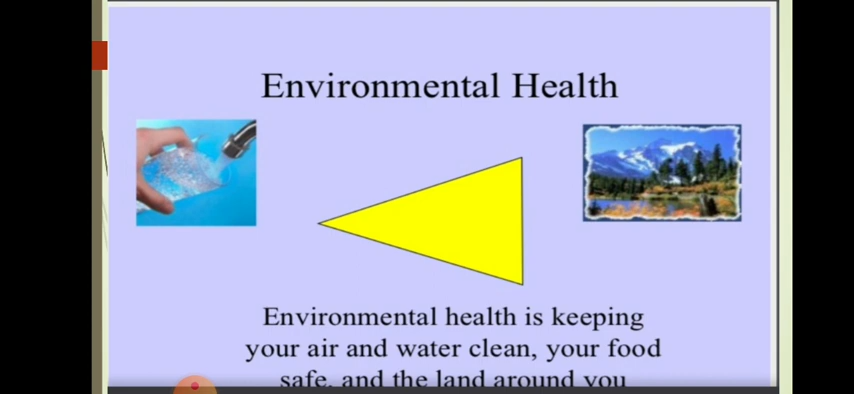 Environmental Health
Environmental health is keeping
your air and water clean, your food
safe, and the land around you